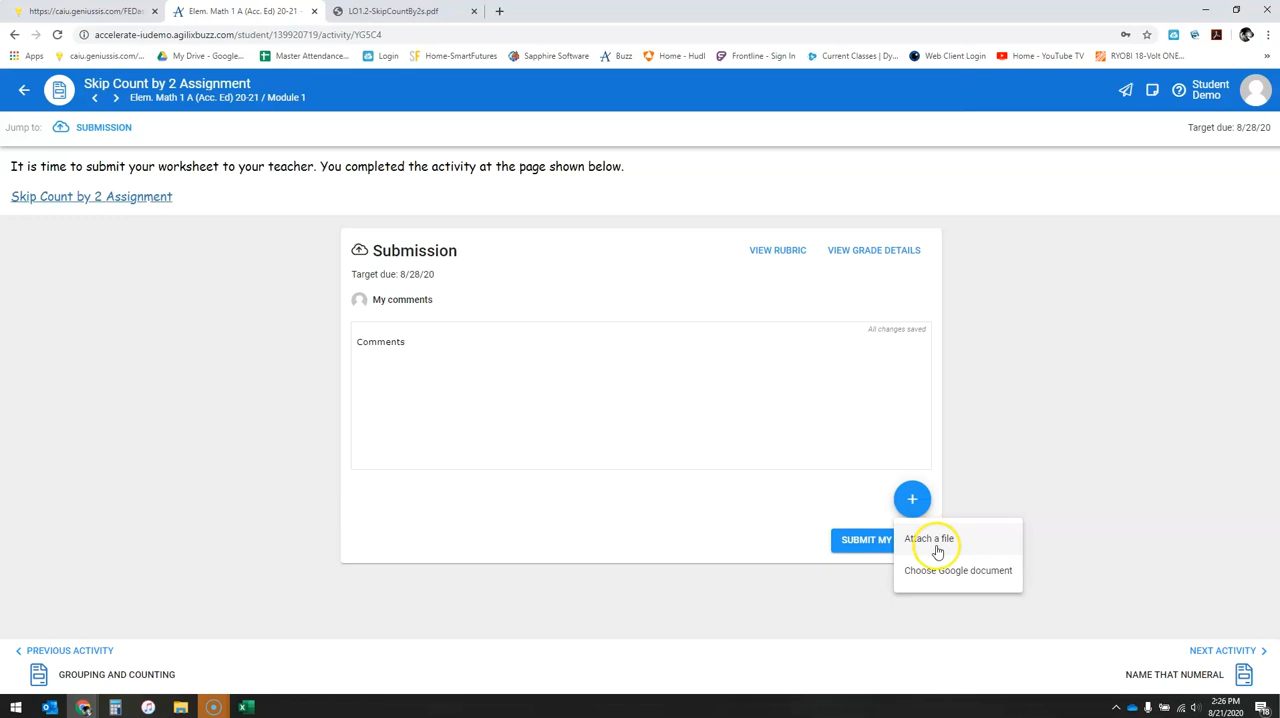 https://caiu.geniussis.com/FEDas
Elem. Math 1 A (Acc. Ed) 20-21 -
LO1.2-SkipCountBy2s.pdf
accelerate-iudemo.agilixbuzz.com/student/139920719/activity/YG5C4
Apps
caiu.geniussis.com/...
My Drive - Google...
Master Attendance...
Login
Home-SmartFutures
Sapphire Software
Buzz
Home - Hudl
Frontline - Sign In
Current Classes | Dy...
Web Client Login
Home - YouTube TV
RYOBI 18-Volt ONE...
Skip Count by 2 Assignment
Elem. Math 1 A (Acc. Ed) 20-21 / Module 1
Student
Demo
Jump to:
SUBMISSION
Target due: 8/28/20
It is time to submit your worksheet to your teacher. You completed the activity at the page shown below.
Skip Count by 2 Assignment
Submission
VIEW RUBRIC
VIEW GRADE DETAILS
Target due: 8/28/20
My comments
All changes saved
Comments
+
SUBMIT MY
Attach a file
Choose Google document
PREVIOUS ACTIVITY
NEXT ACTIVITY
GROUPING AND COUNTING
NAME THAT NUMERAL
2:26 PM
8/21/2020